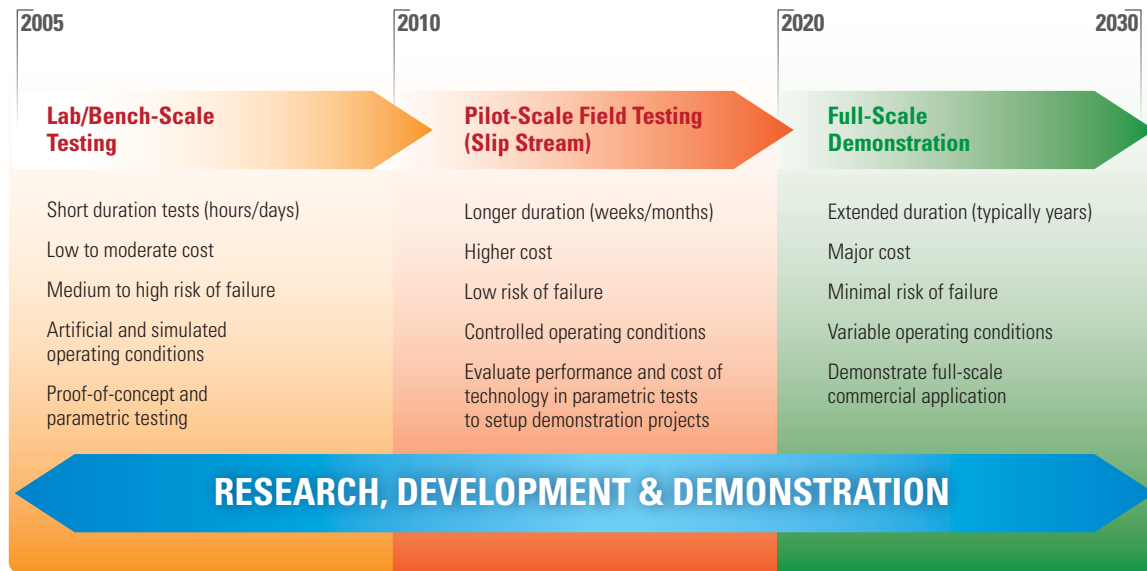 2005
2010
2020
2030
Lab/Bench-Scale
Testing
Short duration tests (hours/days)
Low to moderate cost
Medium to high risk of failure
Artificial and simulated
operating conditions
Proof-of-concept and
parametric testing
Pilot-Scale Field Testing
(Slip Stream)
Longer duration (weeks/months)
Higher cost
Low risk of failure
Controlled operating conditions
Evaluate performance and cost of
technology in parametric tests
to setup demonstration projects
Full-Scale
Demonstration
Extended duration (typically years)
Major cost
Minimal risk of failure
Variable operating conditions
Demonstrate full-scale
commercial application
RESEARCH, DEVELOPMENT & DEMONSTRATION